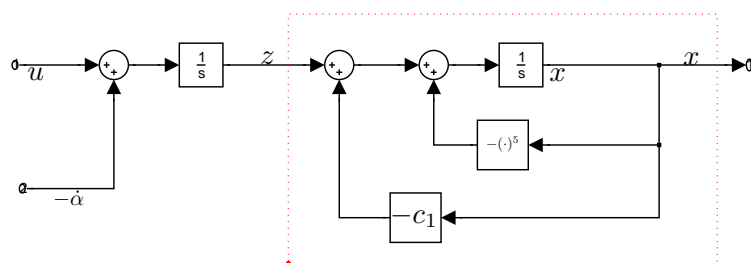 u
+
+
1/s
z
+
+
+
+
1/s
x
x
−(·)⁵
−α̇
−c₁